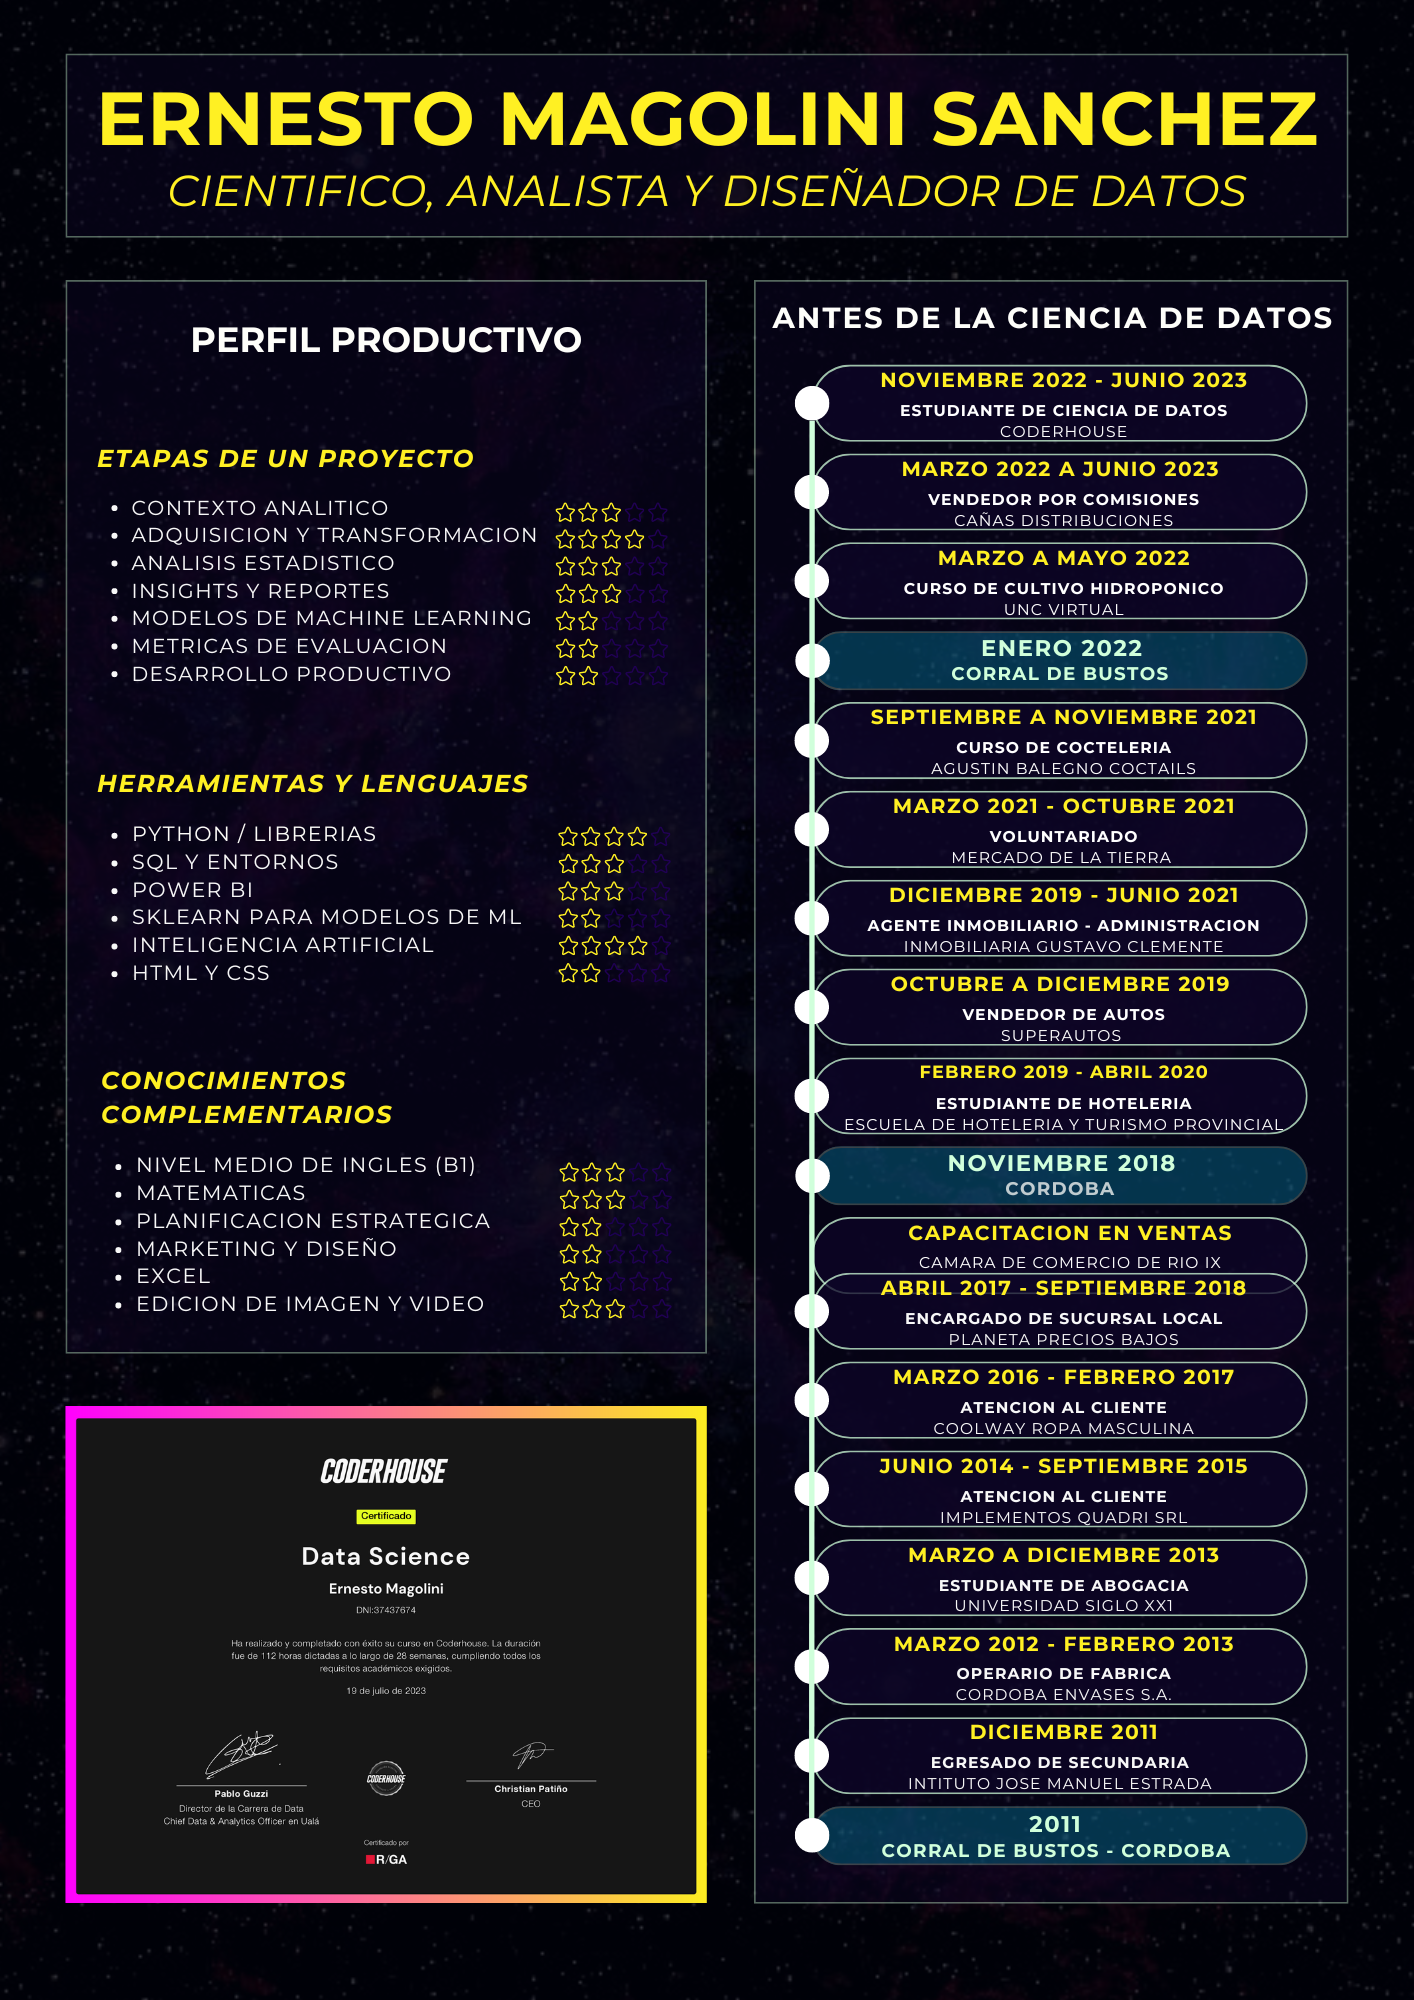 ERNESTO MAGOLINI SANCHEZ
CIENTIFICO, ANALISTA Y DISEÑADOR DE DATOS
PERFIL PRODUCTIVO
ETAPAS DE UN PROYECTO
CONTEXTO ANALITICO
ADQUISICION Y TRANSFORMACION
ANALISIS ESTADISTICO
INSIGHTS Y REPORTES
MODELOS DE MACHINE LEARNING
METRICAS DE EVALUACION
DESARROLLO PRODUCTIVO
HERRAMIENTAS Y LENGUAJES
PYTHON / LIBRERIAS
SQL Y ENTORNOS
POWER BI
SKLEARN PARA MODELOS DE ML
INTELIGENCIA ARTIFICIAL
HTML Y CSS
CONOCIMIENTOS
COMPLEMENTARIOS
NIVEL MEDIO DE INGLES (B1)
MATEMATICAS
PLANIFICACION ESTRATEGICA
MARKETING Y DISEÑO
EXCEL
EDICION DE IMAGEN Y VIDEO
CODERHOUSE
Certificado
Data Science
Ernesto Magolini
DNI:37437674
Ha realizado y completado con éxito su curso en Coderhouse. La duración
fue de 112 horas dictadas a lo largo de 28 semanas, cumpliendo todos los
requisitos académicos exigidos.
19 de julio de 2023
Pablo Guzzi
Director de la Carrera de Data
Chief Data & Analytics Officer en Ualá
CODERHOUSE
Christian Patiño
CEO
Certificado por
R/GA
ANTES DE LA CIENCIA DE DATOS
NOVIEMBRE 2022 - JUNIO 2023
ESTUDIANTE DE CIENCIA DE DATOS
CODERHOUSE
MARZO 2022 A JUNIO 2023
VENDEDOR POR COMISIONES
CAÑAS DISTRIBUCIONES
MARZO A MAYO 2022
CURSO DE CULTIVO HIDROPONICO
UNC VIRTUAL
ENERO 2022
CORRAL DE BUSTOS
SEPTIEMBRE A NOVIEMBRE 2021
CURSO DE COCTELERIA
AGUSTIN BALEGNO COCTAILS
MARZO 2021 - OCTUBRE 2021
VOLUNTARIADO
MERCADO DE LA TIERRA
DICIEMBRE 2019 - JUNIO 2021
AGENTE INMOBILIARIO - ADMINISTRACION
INMOBILIARIA GUSTAVO CLEMENTE
OCTUBRE A DICIEMBRE 2019
VENDEDOR DE AUTOS
SUPERAUTOS
FEBRERO 2019 - ABRIL 2020
ESTUDIANTE DE HOTELERIA
ESCUELA DE HOTELERIA Y TURISMO PROVINCIAL
NOVIEMBRE 2018
CORDOBA
CAPACITACION EN VENTAS
CAMARA DE COMERCIO DE RIO IX
ABRIL 2017 - SEPTIEMBRE 2018
ENCARGADO DE SUCURSAL LOCAL
PLANETA PRECIOS BAJOS
MARZO 2016 - FEBRERO 2017
ATENCION AL CLIENTE
COOLWAY ROPA MASCULINA
JUNIO 2014 - SEPTIEMBRE 2015
ATENCION AL CLIENTE
IMPLEMENTOS QUADRI SRL
MARZO A DICIEMBRE 2013
ESTUDIANTE DE ABOGACIA
UNIVERSIDAD SIGLO XX1
MARZO 2012 - FEBRERO 2013
OPERARIO DE FABRICA
CORDOBA ENVASES S.A.
DICIEMBRE 2011
EGRESADO DE SECUNDARIA
INTITUTO JOSE MANUEL ESTRADA
2011
CORRAL DE BUSTOS - CORDOBA